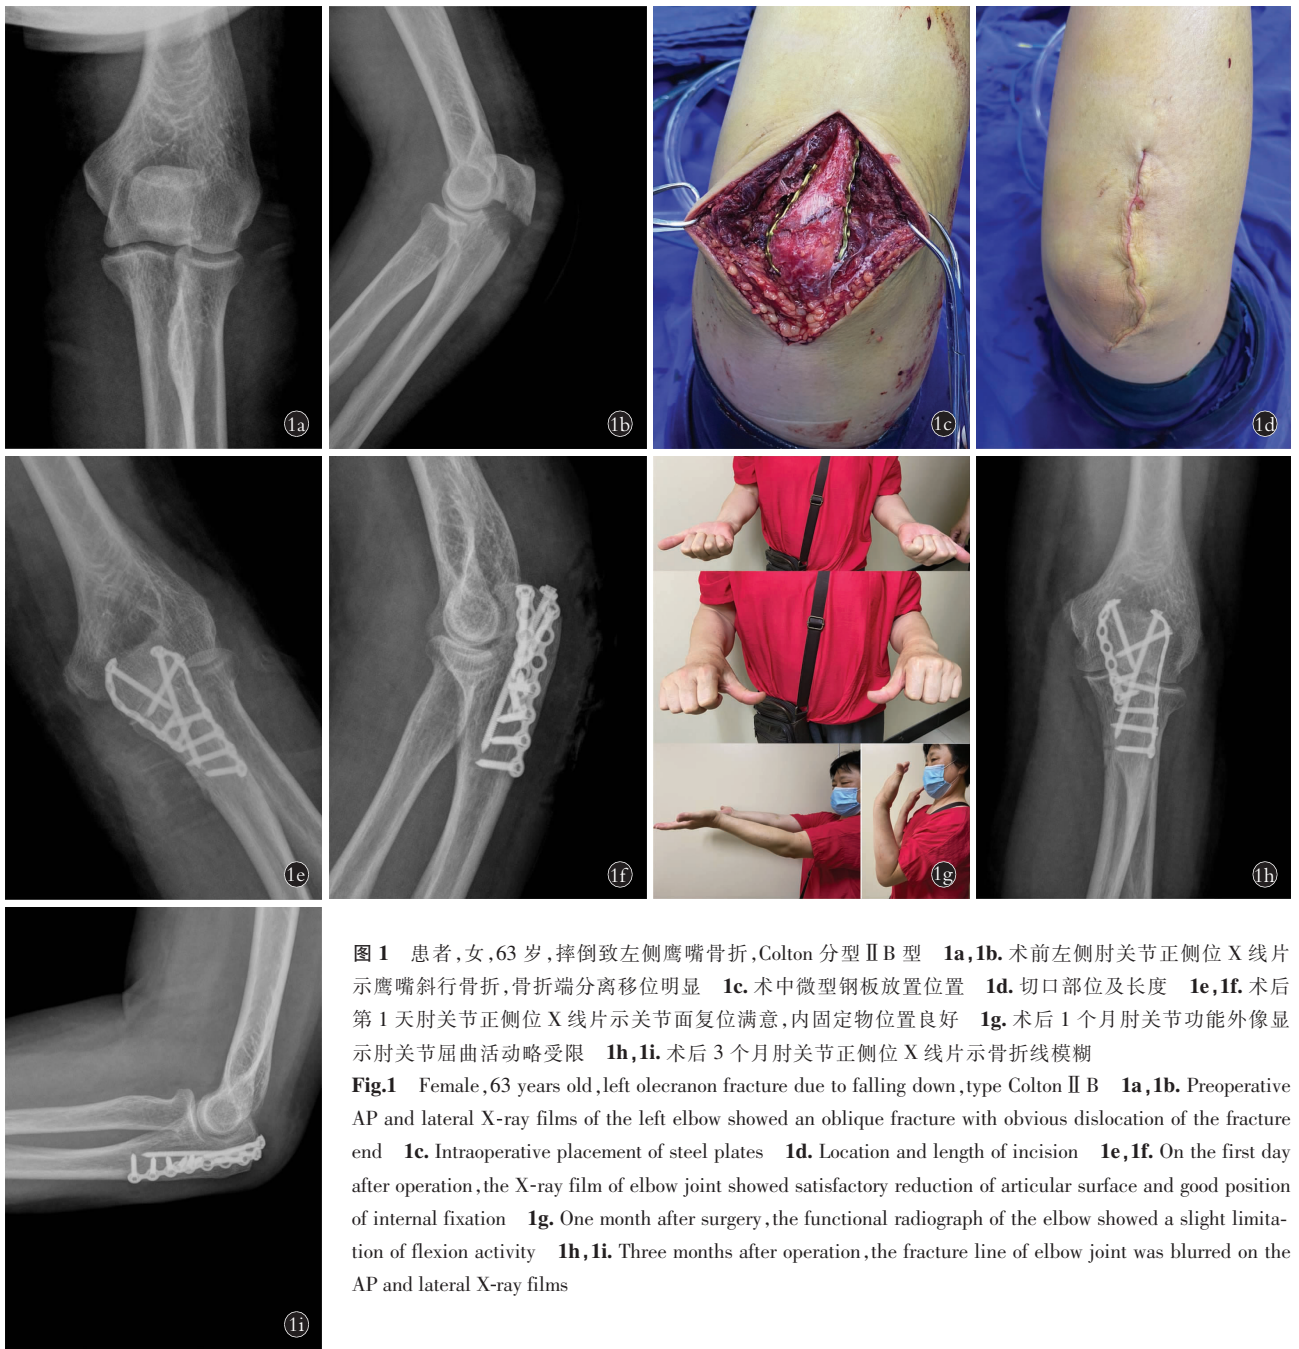 1a
1b
1c
1d
1e
1f
1g
1h
1i
图 1 患者,女,63 岁,摔倒致左侧鹰嘴骨折,Colton 分型ⅡB 型 1a,1b. 术前左侧肘关节正侧位 X 线片
示鹰嘴斜行骨折,骨折端分离移位明显 1c. 术中微型钢板放置位置 1d. 切口部位及长度 1e,1f. 术后
第 1 天肘关节正侧位 X 线片示关节面复位满意,内固定物位置良好 1g. 术后 1 个月肘关节功能外像显
示肘关节屈曲活动略受限 1h,1i. 术后 3 个月肘关节正侧位 X 线片示骨折线模糊
Fig.1 Female,63 years old,left olecranon fracture due to falling down,type Colton Ⅱ B 1a,1b. Preoperative
AP and lateral X-ray films of the left elbow showed an oblique fracture with obvious dislocation of the fracture
end 1c. Intraoperative placement of steel plates 1d. Location and length of incision 1e,1f. On the first day
after operation,the X-ray film of elbow joint showed satisfactory reduction of articular surface and good position
of internal fixation 1g. One month after surgery,the functional radiograph of the elbow showed a slight limita-
tion of flexion activity 1h,1i. Three months after operation,the fracture line of elbow joint was blurred on the
AP and lateral X-ray films